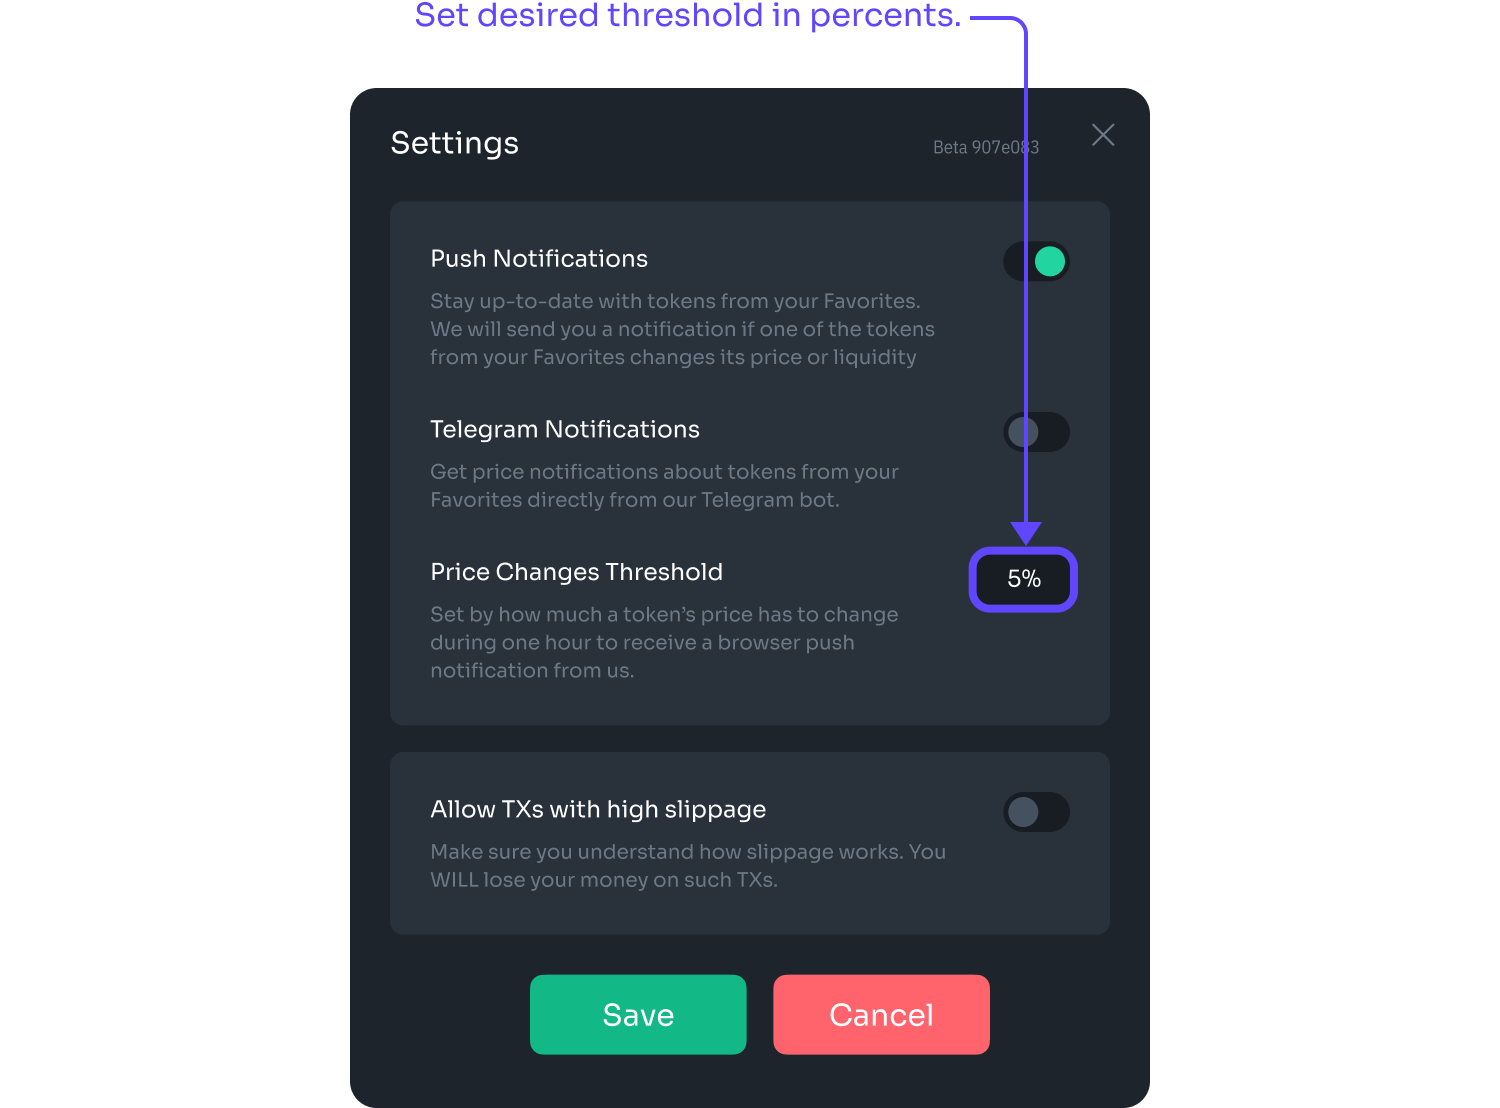 Set desired threshold in percents.
Settings
Beta 907e083
Push Notifications
Stay up-to-date with tokens from your Favorites.
We will send you a notification if one of the tokens
from your Favorites changes its price or liquidity
Telegram Notifications
Get price notifications about tokens from your
Favorites directly from our Telegram bot.
Price Changes Threshold
5%
Set by how much a token’s price has to change
during one hour to receive a browser push
notification from us.
Allow TXs with high slippage
Make sure you understand how slippage works. You
WILL lose your money on such TXs.
Save
Cancel